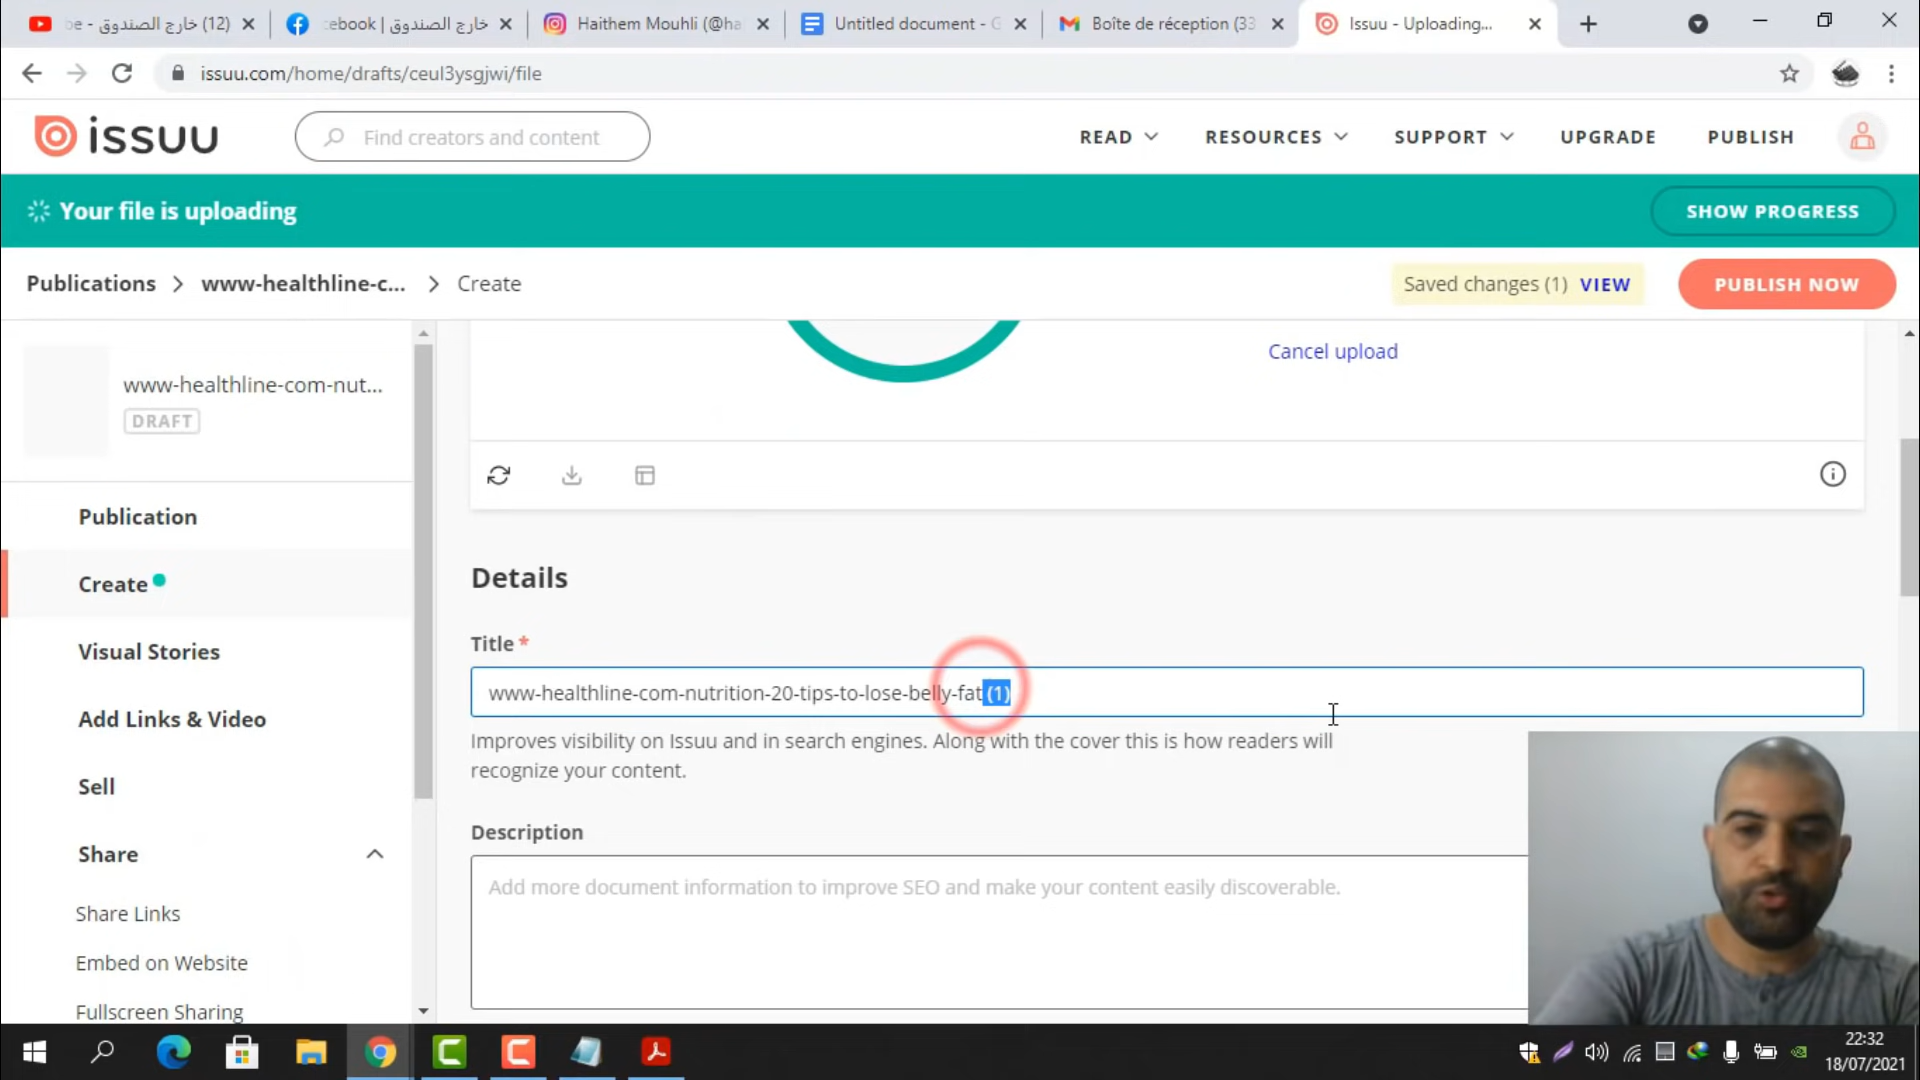 be - خارج الصندوق (12)
cebook | خارج الصندوق
Haithem Mouhli (@ha
Untitled document - G
Boîte de réception (33
Issuu - Uploading...
issuu.com/home/drafts/ceul3ysgjwi/file
issuu
Find creators and content
READ
RESOURCES
SUPPORT
UPGRADE
PUBLISH
Your file is uploading
SHOW PROGRESS
Publications > www-healthline-c... > Create
Saved changes (1) VIEW
PUBLISH NOW
www-healthline-com-nut...
DRAFT
Cancel upload
Publication
Create
Visual Stories
Add Links & Video
Sell
Share
Share Links
Embed on Website
Fullscreen Sharing
Details
Title *
www-healthline-com-nutrition-20-tips-to-lose-belly-fat (1)
Improves visibility on Issuu and in search engines. Along with the cover this is how readers will
recognize your content.
Description
Add more document information to improve SEO and make your content easily discoverable.
22:32
18/07/2021